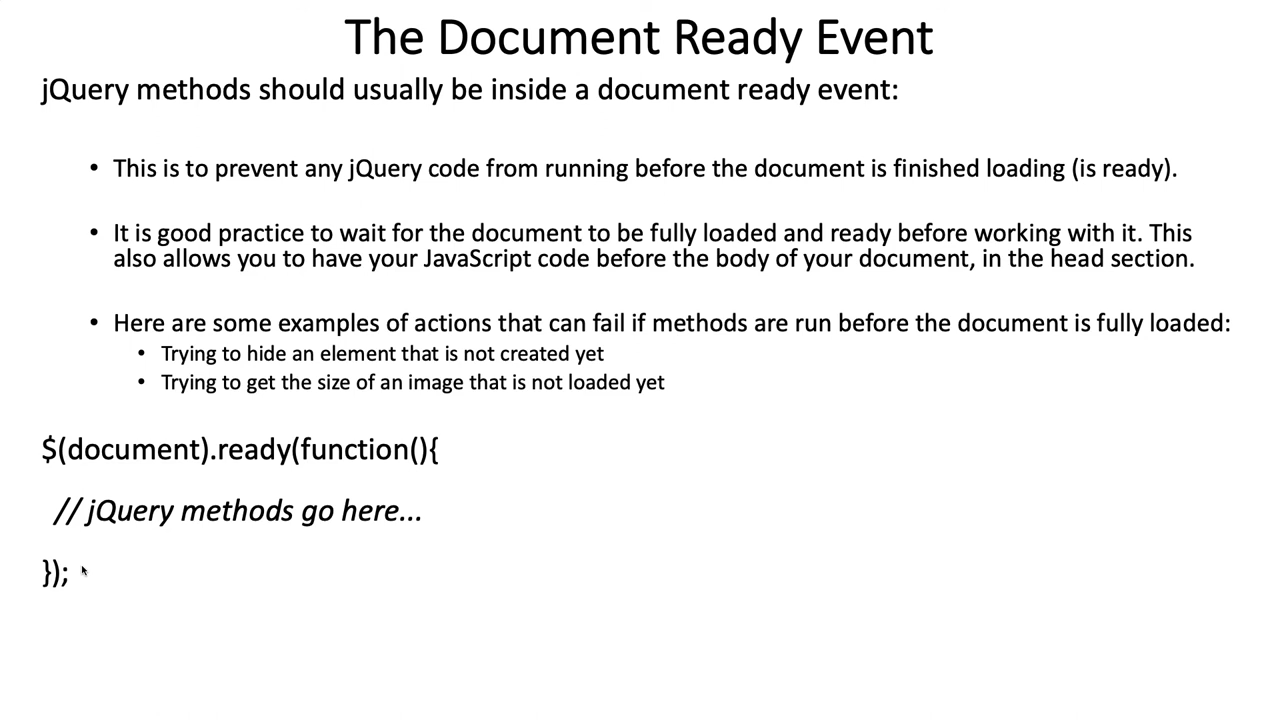 The Document Ready Event
jQuery methods should usually be inside a document ready event:
• This is to prevent any jQuery code from running before the document is finished loading (is ready).
• It is good practice to wait for the document to be fully loaded and ready before working with it. This
also allows you to have your JavaScript code before the body of your document, in the head section.
• Here are some examples of actions that can fail if methods are run before the document is fully loaded:
• Trying to hide an element that is not created yet
• Trying to get the size of an image that is not loaded yet
$(document).ready(function(){
// jQuery methods go here...
});